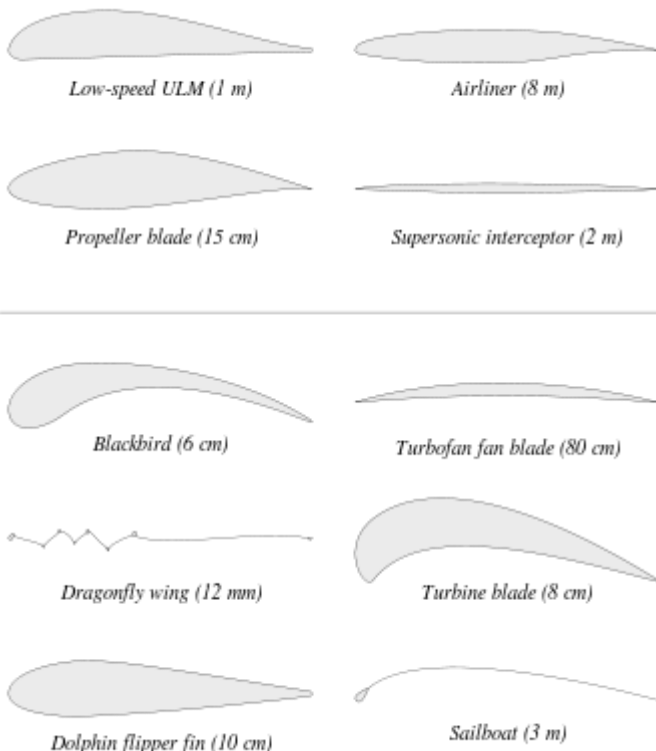 Low-speed ULM (1 m)
Airliner (8 m)
Propeller blade (15 cm)
Supersonic interceptor (2 m)
Blackbird (6 cm)
Turbofan fan blade (80 cm)
Dragonfly wing (12 mm)
Turbine blade (8 cm)
Dolphin flipper fin (10 cm)
Sailboat (3 m)